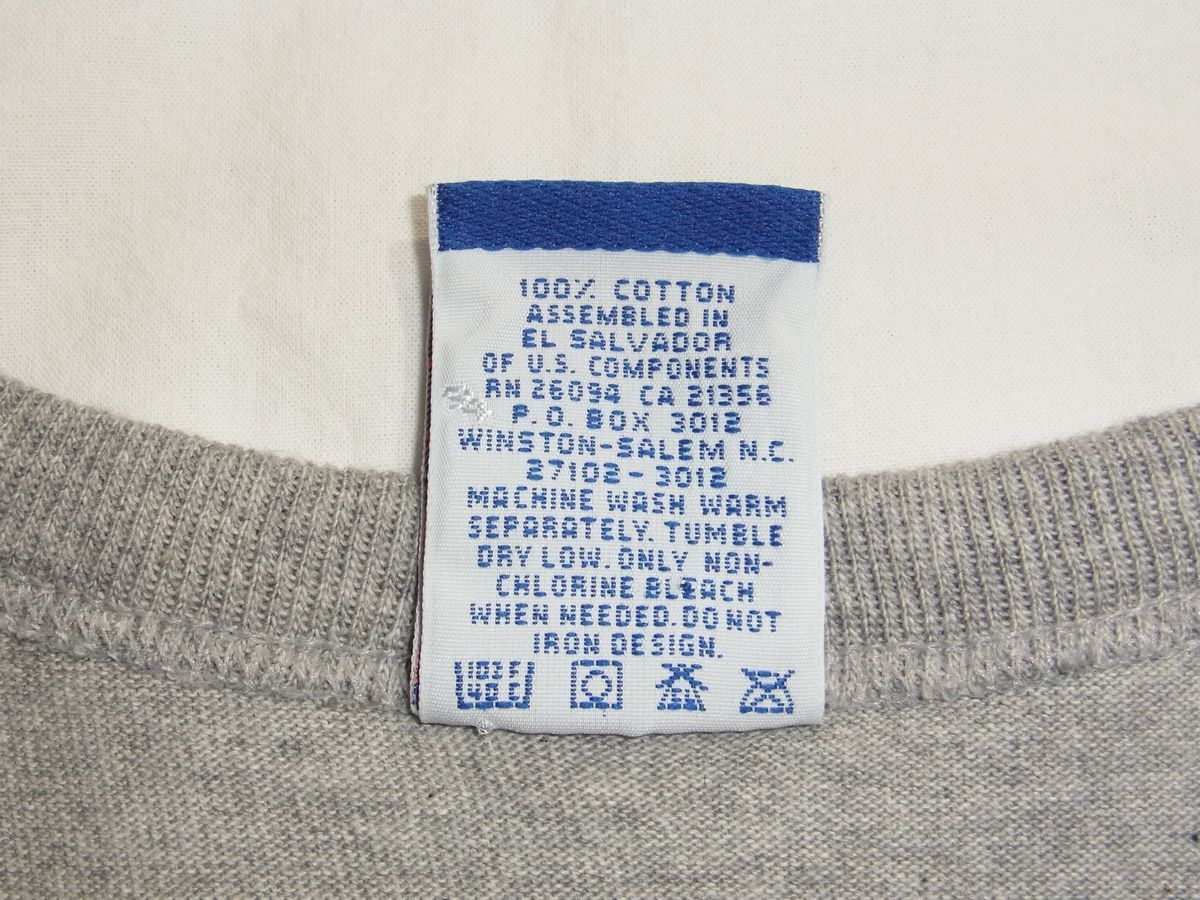 100% COTTON
ASSEMBLED IN
EL SALVADOR
OF U.S. COMPONENTS
RN 26094 CA 21356
P.O. BOX 3012
WINSTON-SALEM N.C.
27102-3012
MACHINE WASH WARM
SEPARATELY. TUMBLE
DRY LOW. ONLY NON-
CHLORINE BLEACH
WHEN NEEDED. DO NOT
IRON DESIGN.